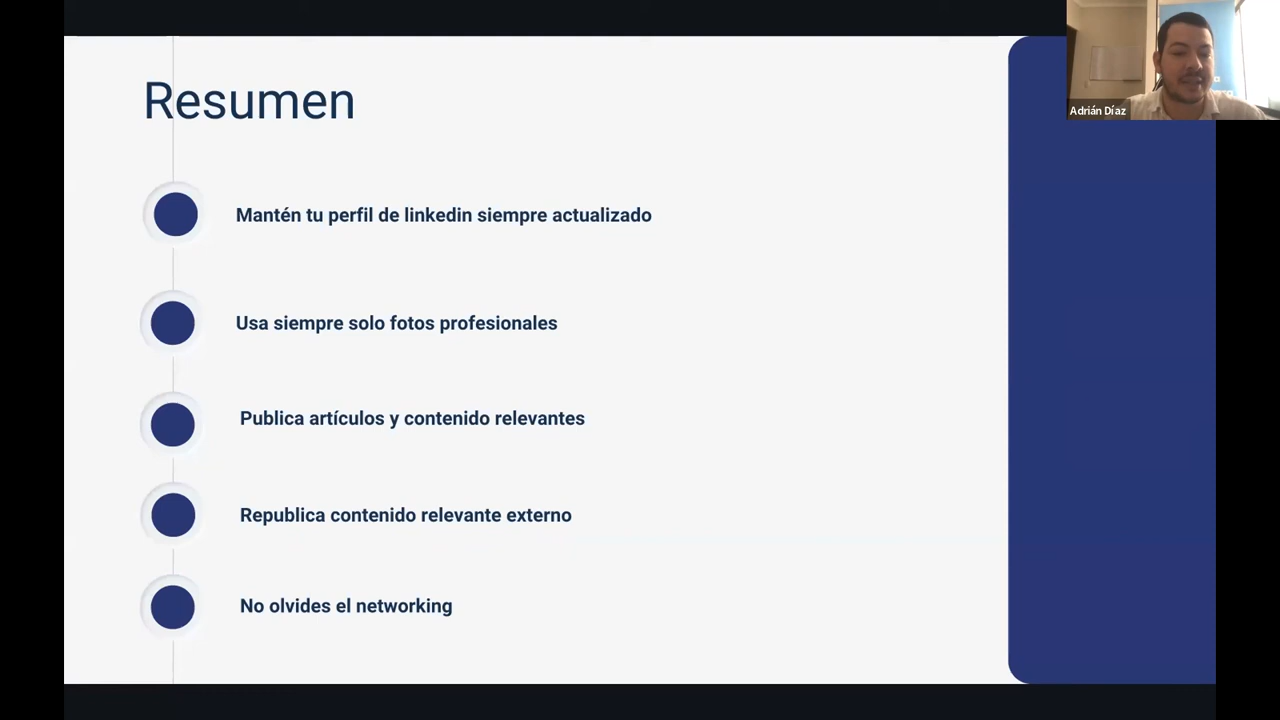 Resumen
Adrián Díaz
Mantén tu perfil de linkedin siempre actualizado
Usa siempre solo fotos profesionales
Publica artículos y contenido relevantes
Republica contenido relevante externo
No olvides el networking